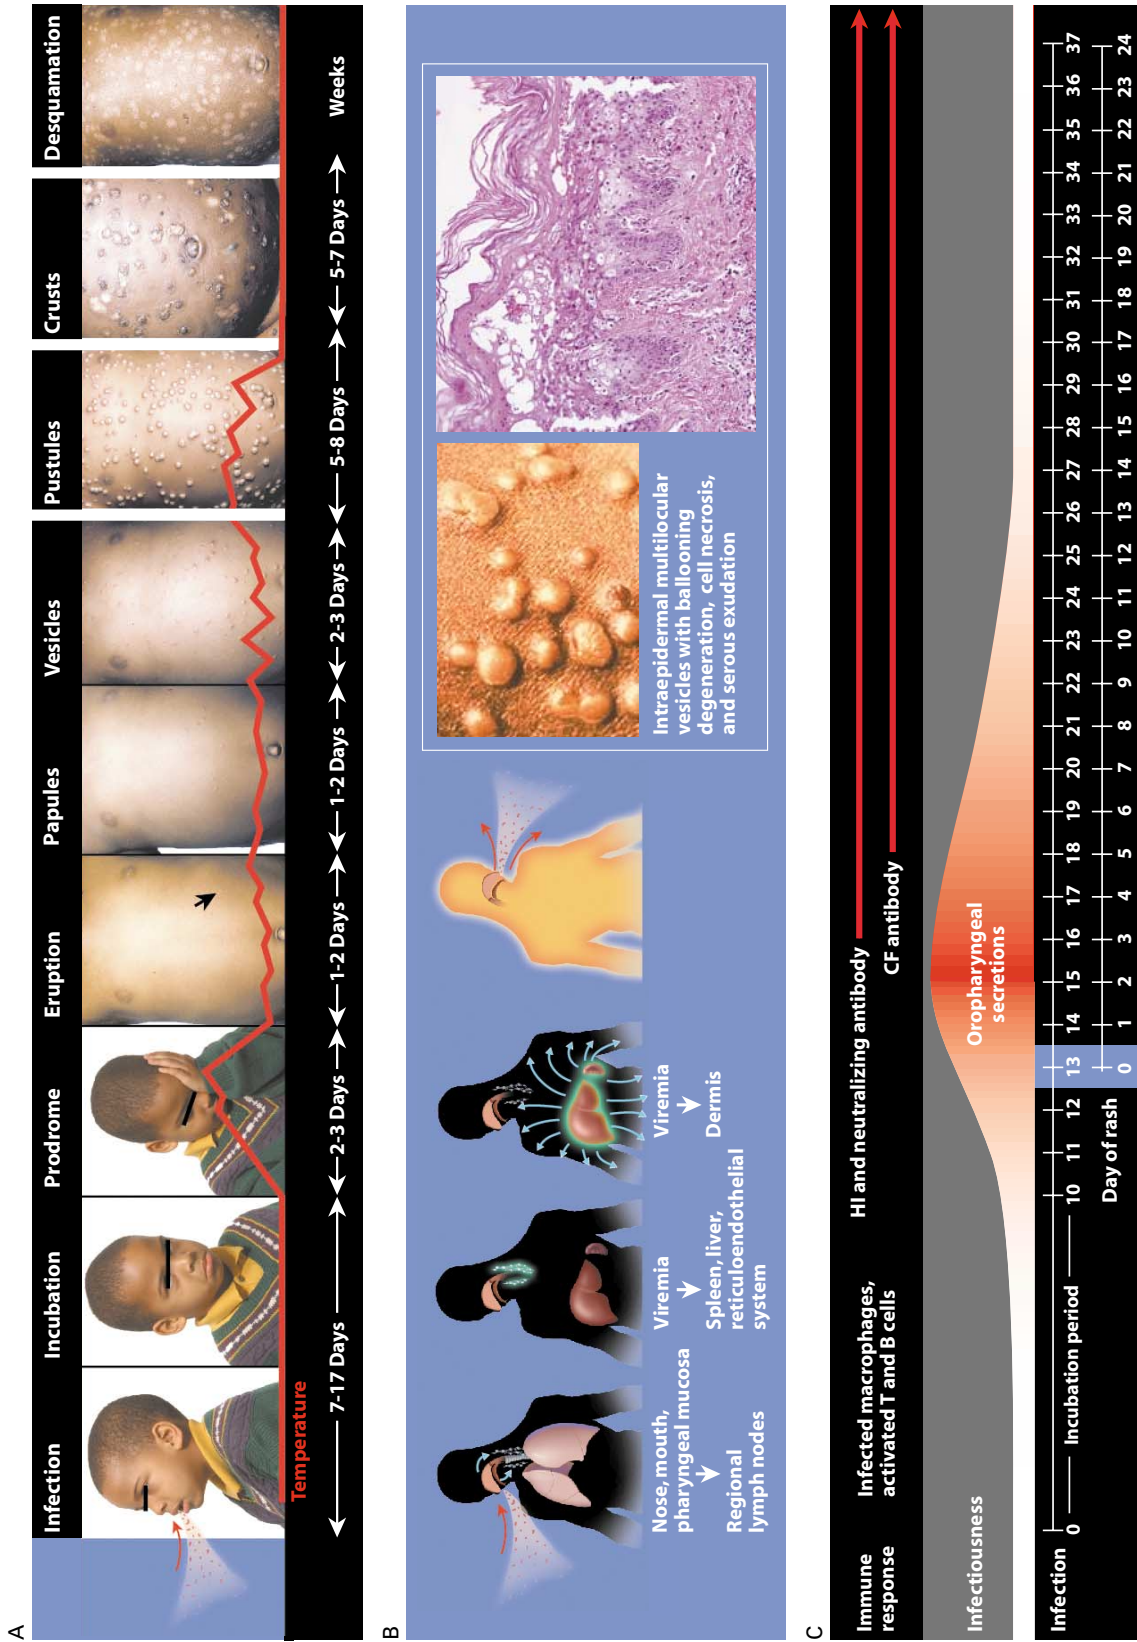 A
Infection
Incubation
Prodrome
Eruption
Papules
Vesicles
Pustules
Crusts
Desquamation
Temperature
7-17 Days
2-3 Days
1-2 Days
1-2 Days
2-3 Days
5-8 Days
5-7 Days
Weeks
B
Nose, mouth,
pharyngeal mucosa
Regional
lymph nodes
Viremia
Spleen, liver,
reticuloendothelial
system
Viremia
Dermis
Intraepidermal multilocular
vesicles with ballooning
degeneration, cell necrosis,
and serous exudation
C
Immune
response
Infected macrophages,
activated T and B cells
HI and neutralizing antibody
CF antibody
Infectiousness
Oropharyngeal
secretions
Infection
0 Incubation period 10 11 12 13 14 15 16 17 18 19 20 21 22 23 24 25 26 27 28 29 30 31 32 33 34 35 36 37
Day of rash 0 1 2 3 4 5 6 7 8 9 10 11 12 13 14 15 16 17 18 19 20 21 22 23 24